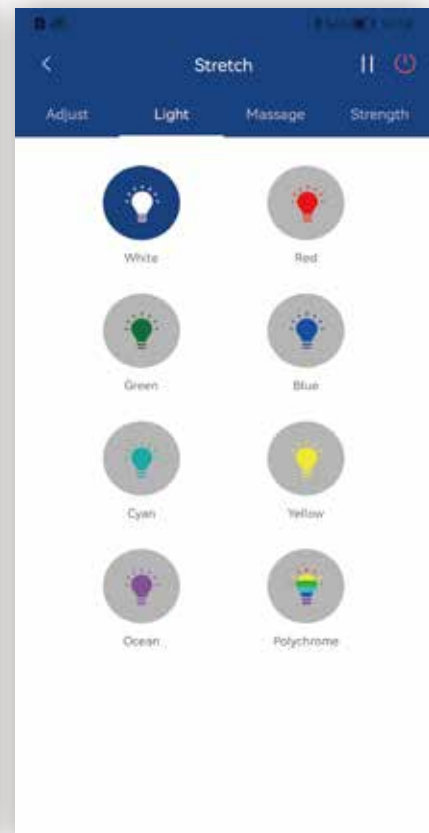 Stretch
Adjust Light Massage Strength
White Red
Green Blue
Cyan Yellow
Ocean Polychrome